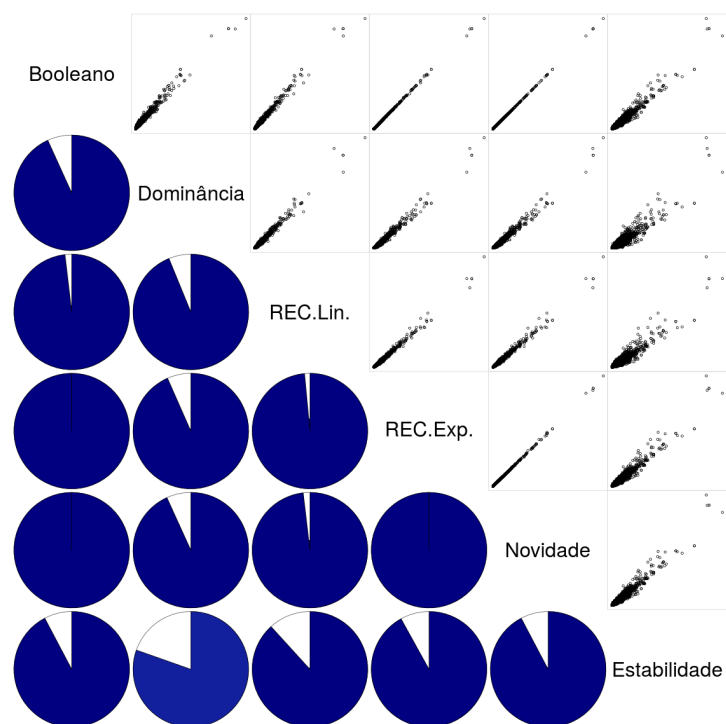 Booleano
Dominância
REC.Lin.
REC.Exp.
Novidade
Estabilidade